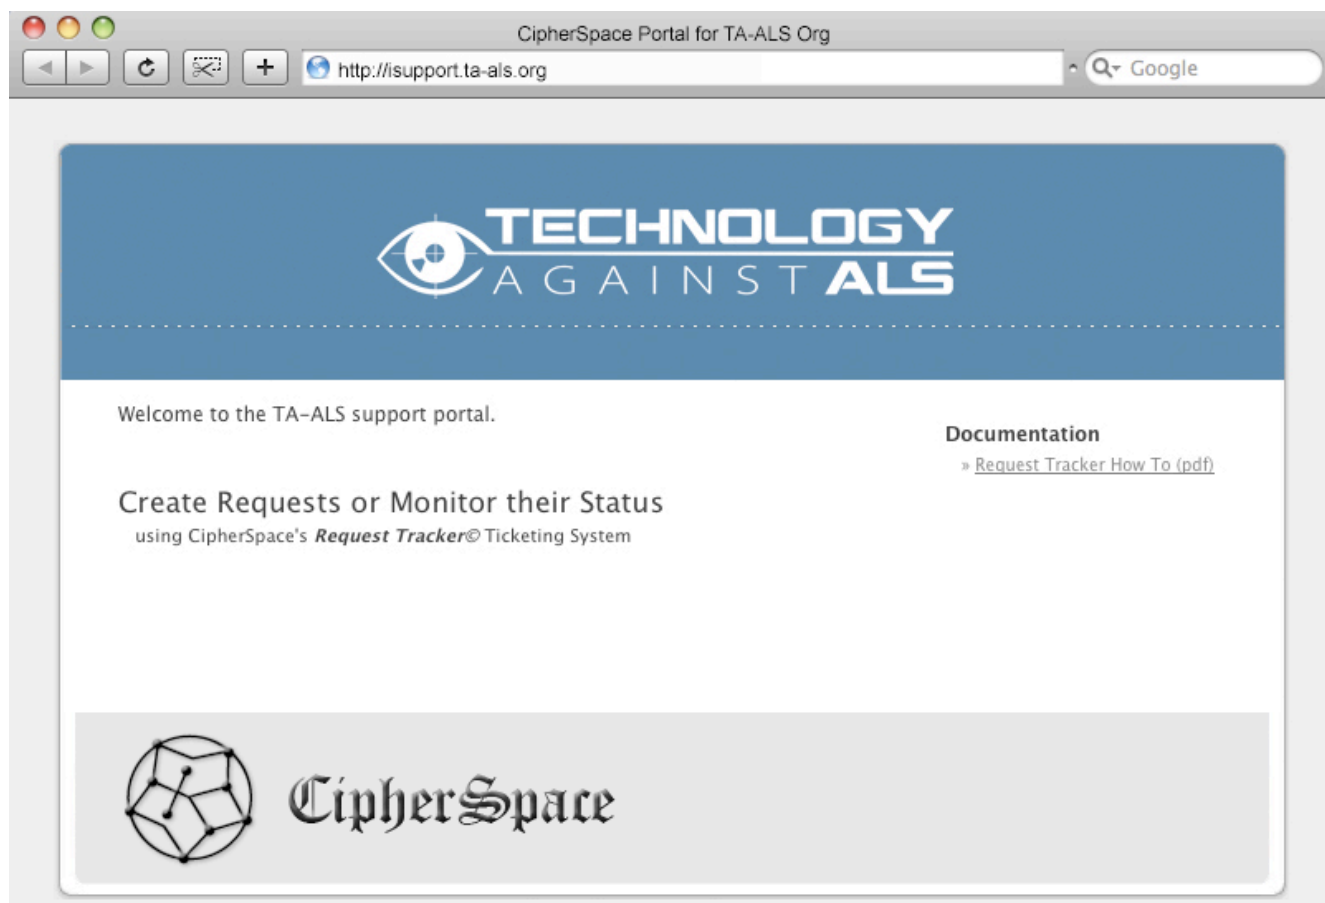 CipherSpace Portal for TA-ALS Org
http://isupport.ta-als.org
Google
TECHNOLOGY
AGAINST ALS
Welcome to the TA-ALS support portal.
Documentation
» Request Tracker How To (pdf)
Create Requests or Monitor their Status
using CipherSpace's Request Tracker© Ticketing System
CipherSpace